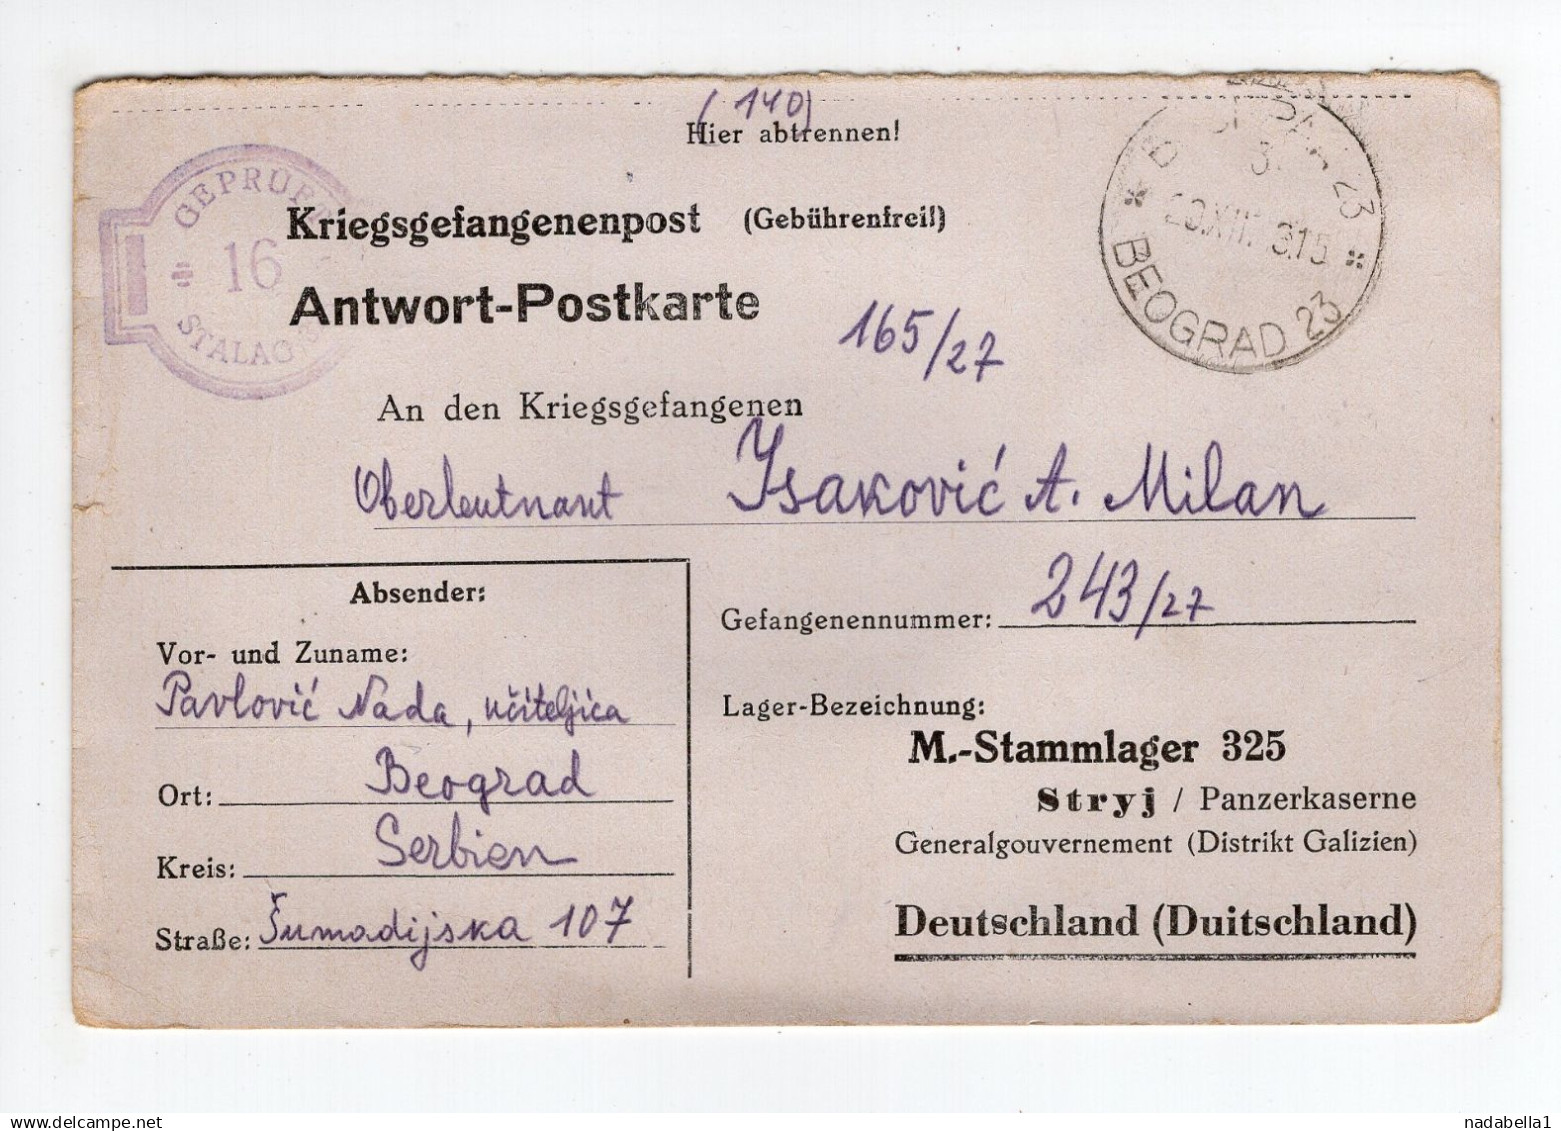 (140)
Hier abtrennen!
GEPRÜFT
16
STALAG
Kriegsgefangenenpost (Gebührenfrei!)
Antwort-Postkarte
23
BEOGRAD 23
165/27
An den Kriegsgefangenen
Oberleutnant Isaković A. Milan
Gefangenennummer: 243/27
Absender:
Vor- und Zuname:
Pavlović Nada, učiteljica
Ort: Beograd
Kreis: Serbien
Straße: Šumadijska 107
Lager-Bezeichnung:
M.-Stammlager 325
Stryj / Panzerkaserne
Generalgouvernement (Distrikt Galizien)
Deutschland (Duitschland)
nadabella1